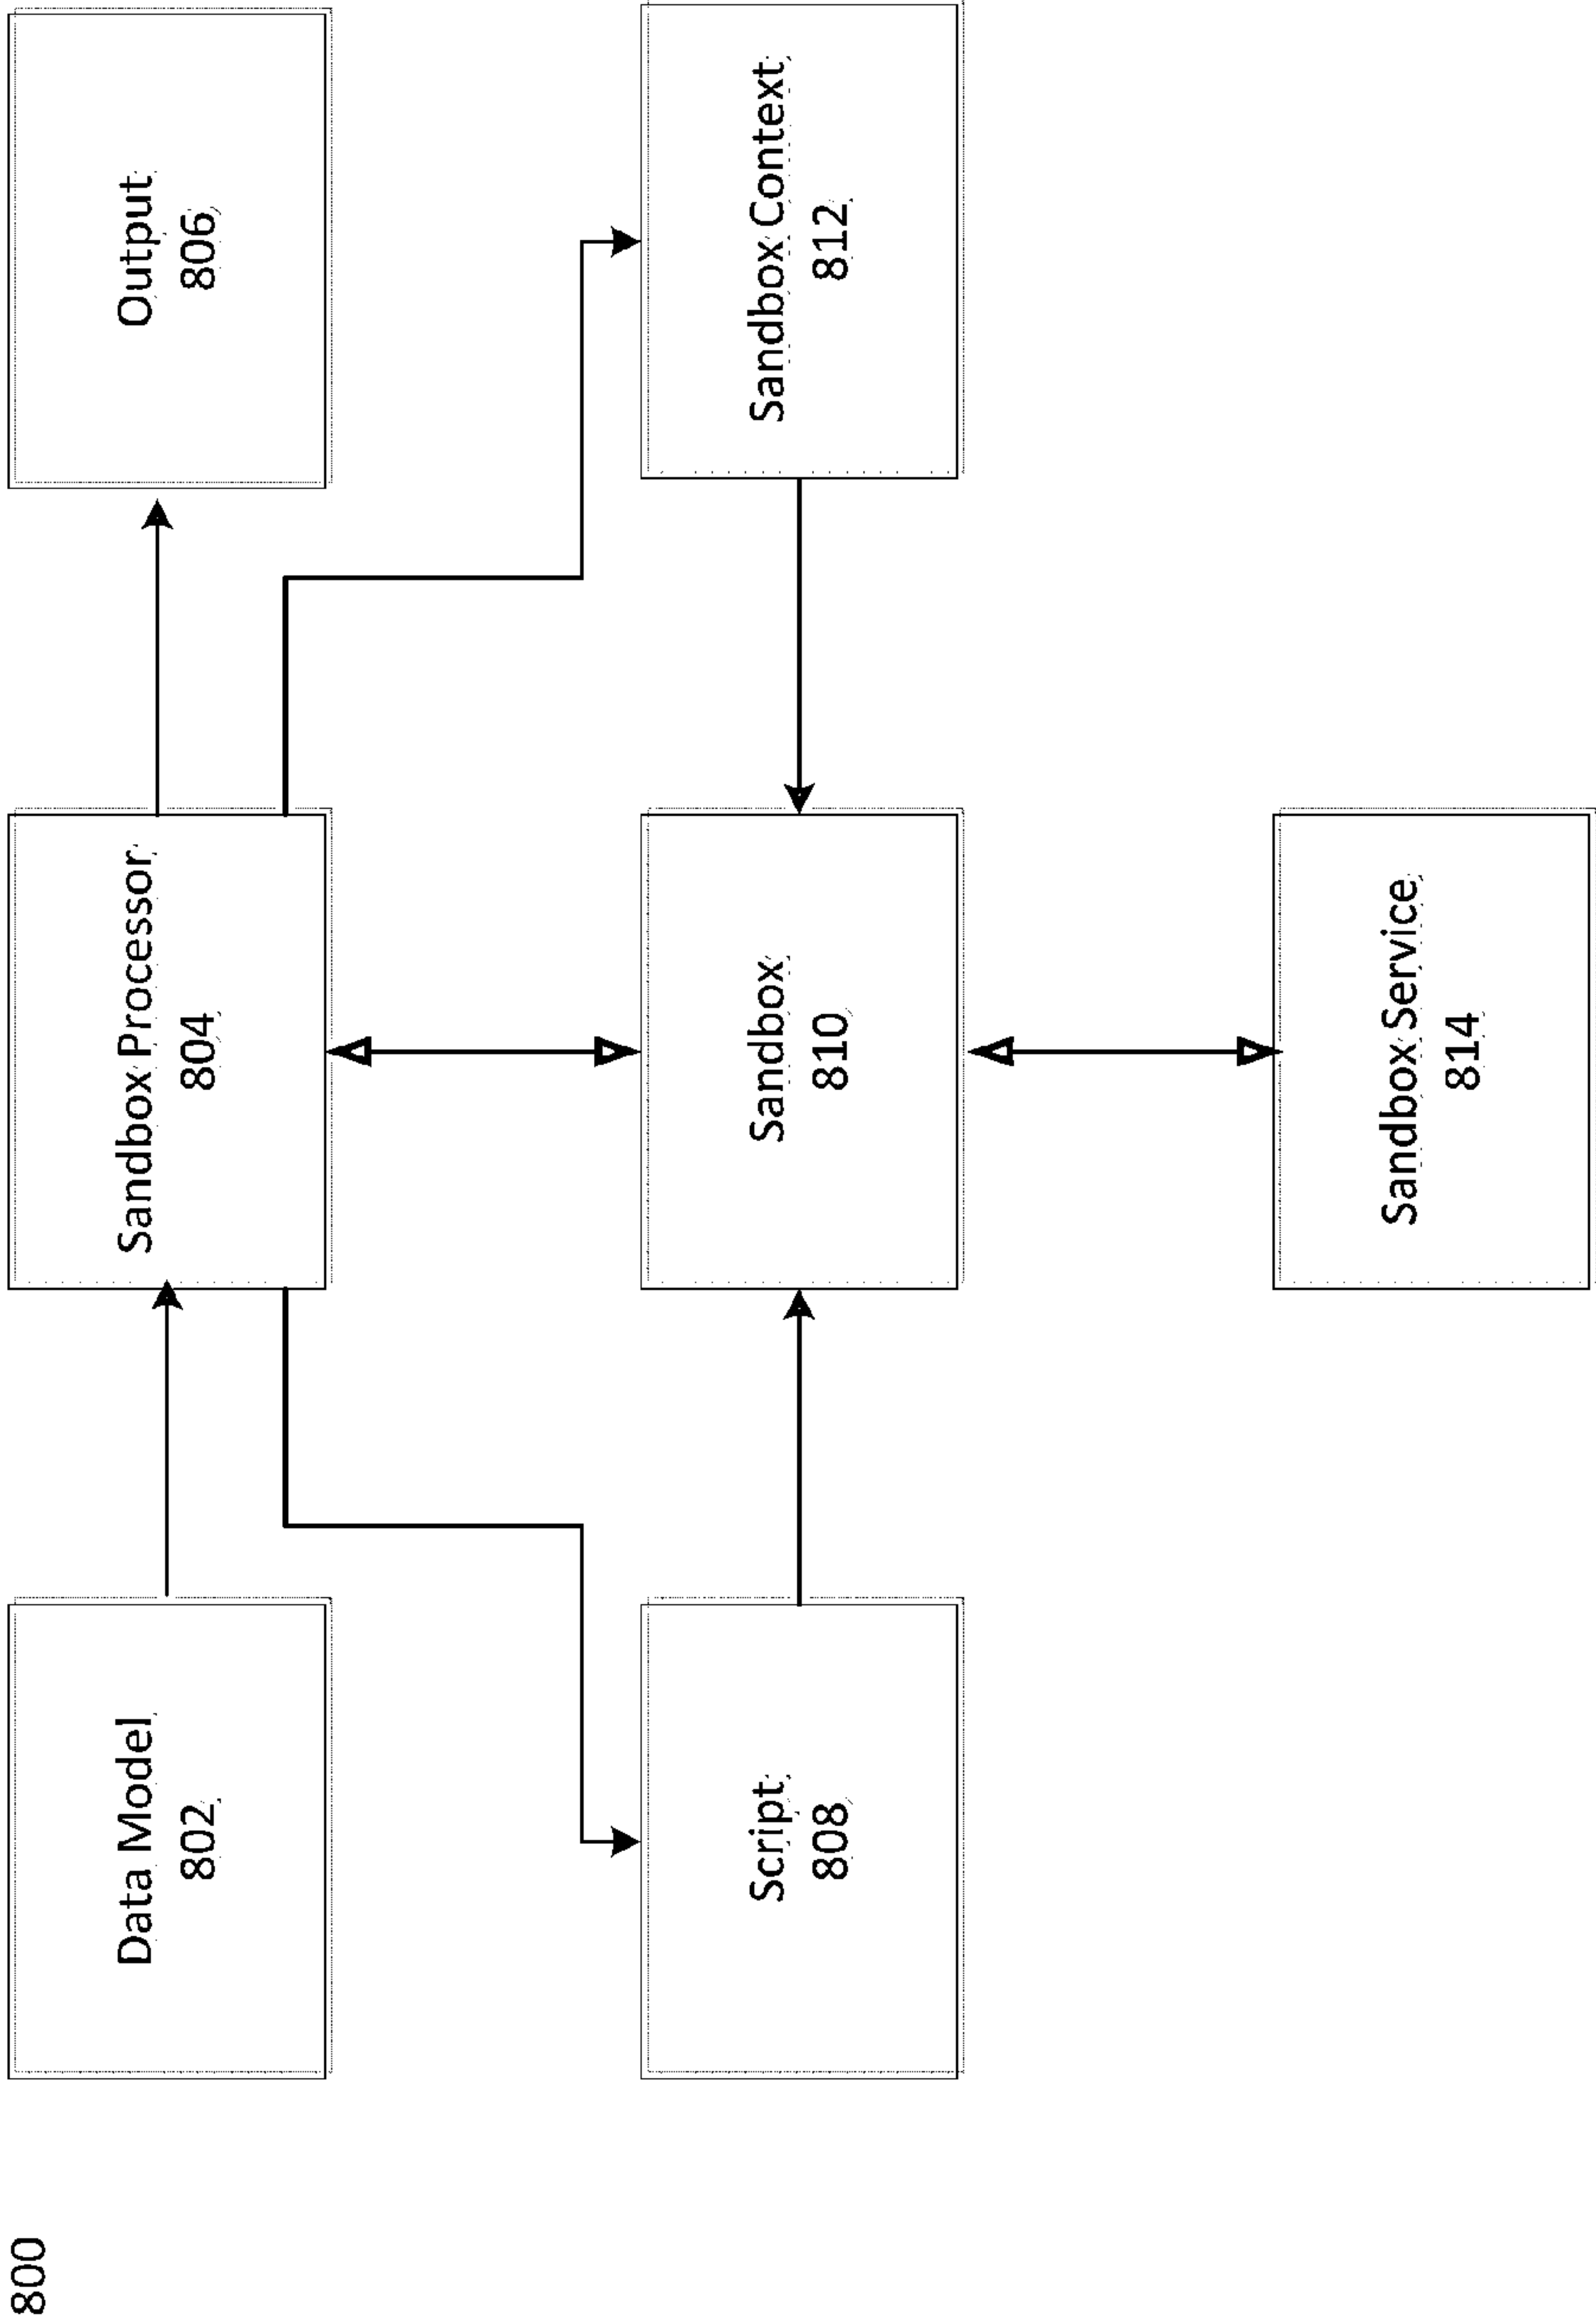 800
Data Model
802
Sandbox Processor
804
Output
806
Script
808
Sandbox
810
Sandbox Context
812
Sandbox Service
814